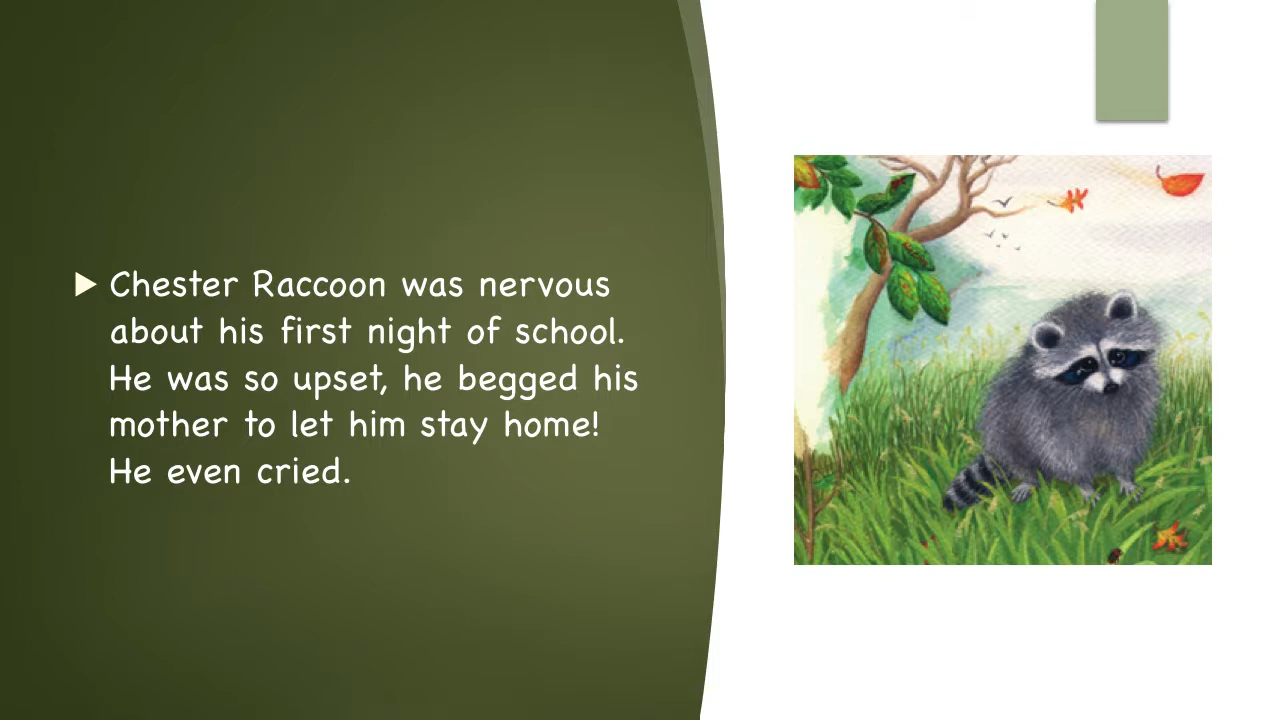 Chester Raccoon was nervous
about his first night of school.
He was so upset, he begged his
mother to let him stay home!
He even cried.